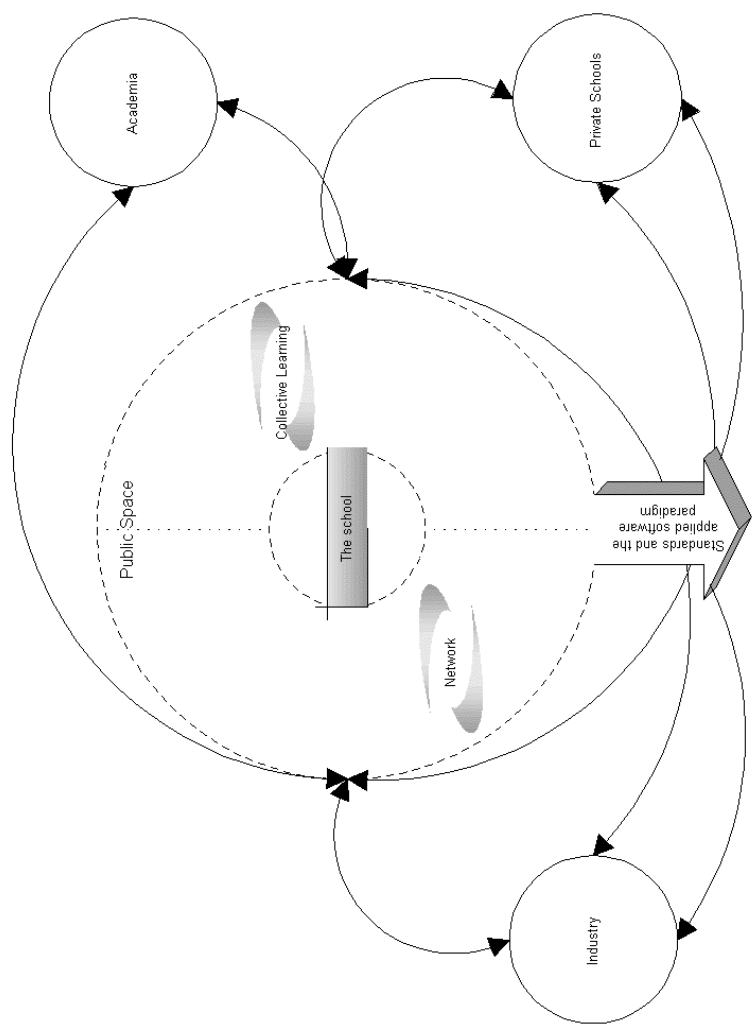 Public Space
Academia
Collective Learning
The school
Network
Industry
Private Schools
Standards and the
applied software
paradigm